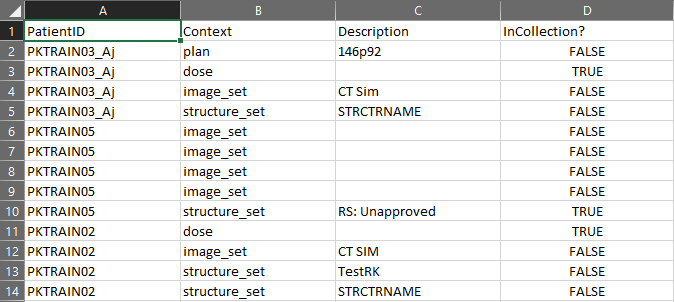 A B C D
1 PatientID Context Description InCollection?
2 PKTRAIN03_Aj plan 146p92 FALSE
3 PKTRAIN03_Aj dose TRUE
4 PKTRAIN03_Aj image_set CT Sim FALSE
5 PKTRAIN03_Aj structure_set STRCTRNAME FALSE
6 PKTRAIN05 image_set FALSE
7 PKTRAIN05 image_set FALSE
8 PKTRAIN05 image_set FALSE
9 PKTRAIN05 image_set FALSE
10 PKTRAIN05 structure_set RS: Unapproved TRUE
11 PKTRAIN02 dose TRUE
12 PKTRAIN02 image_set CT SIM FALSE
13 PKTRAIN02 structure_set TestRK FALSE
14 PKTRAIN02 structure_set STRCTRNAME FALSE